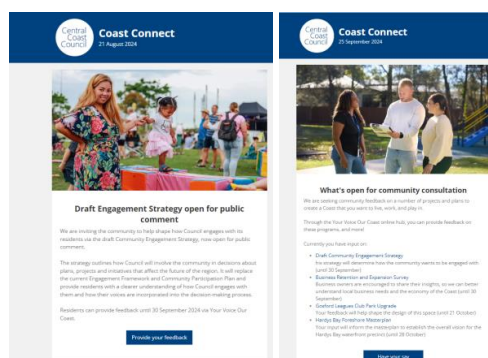 Central
Coast
Council
Coast Connect
21 August 2024
Draft Engagement Strategy open for public
comment
We are inviting the community to help shape how Council engages with its
residents via the draft Community Engagement Strategy, now open for public
comment.
The strategy outlines how Council will involve the community in decisions about
plans, projects and initiatives that affect the future of the region. It will replace
the current Engagement Framework and Community Participation Plan and
provide residents with a clearer understanding of how Council engages with
them and how their voices are incorporated into the decision-making process.
Residents can provide feedback until 30 September 2024 via Your Voice Our
Coast.
Provide your feedback
Central
Coast
Council
Coast Connect
25 September 2024
What's open for community consultation
We are seeking community feedback on a number of projects and plans to
create a Coast that you want to live, work, and play in.
Through the Your Voice Our Coast online hub, you can provide feedback on
these programs, and more!
Currently you have input on:
• Draft Community Engagement Strategy
strategy will determine how the community wants to be engaged with
(until 30 September)
• Business Retention and Expansion Survey
Business owners are encouraged to share their insights, so we can better
understand local business needs and the economy of the Coast (until 30
September)
• Gosford Leagues Club Park Upgrade
Your feedback will help shape the design of this space (until 21 October)
• Hardys Bay Foreshore Masterplan
Your input will inform the masterplan to establish the overall vision for the
Hardys Bay waterfront precinct (until 28 October)
Have your say